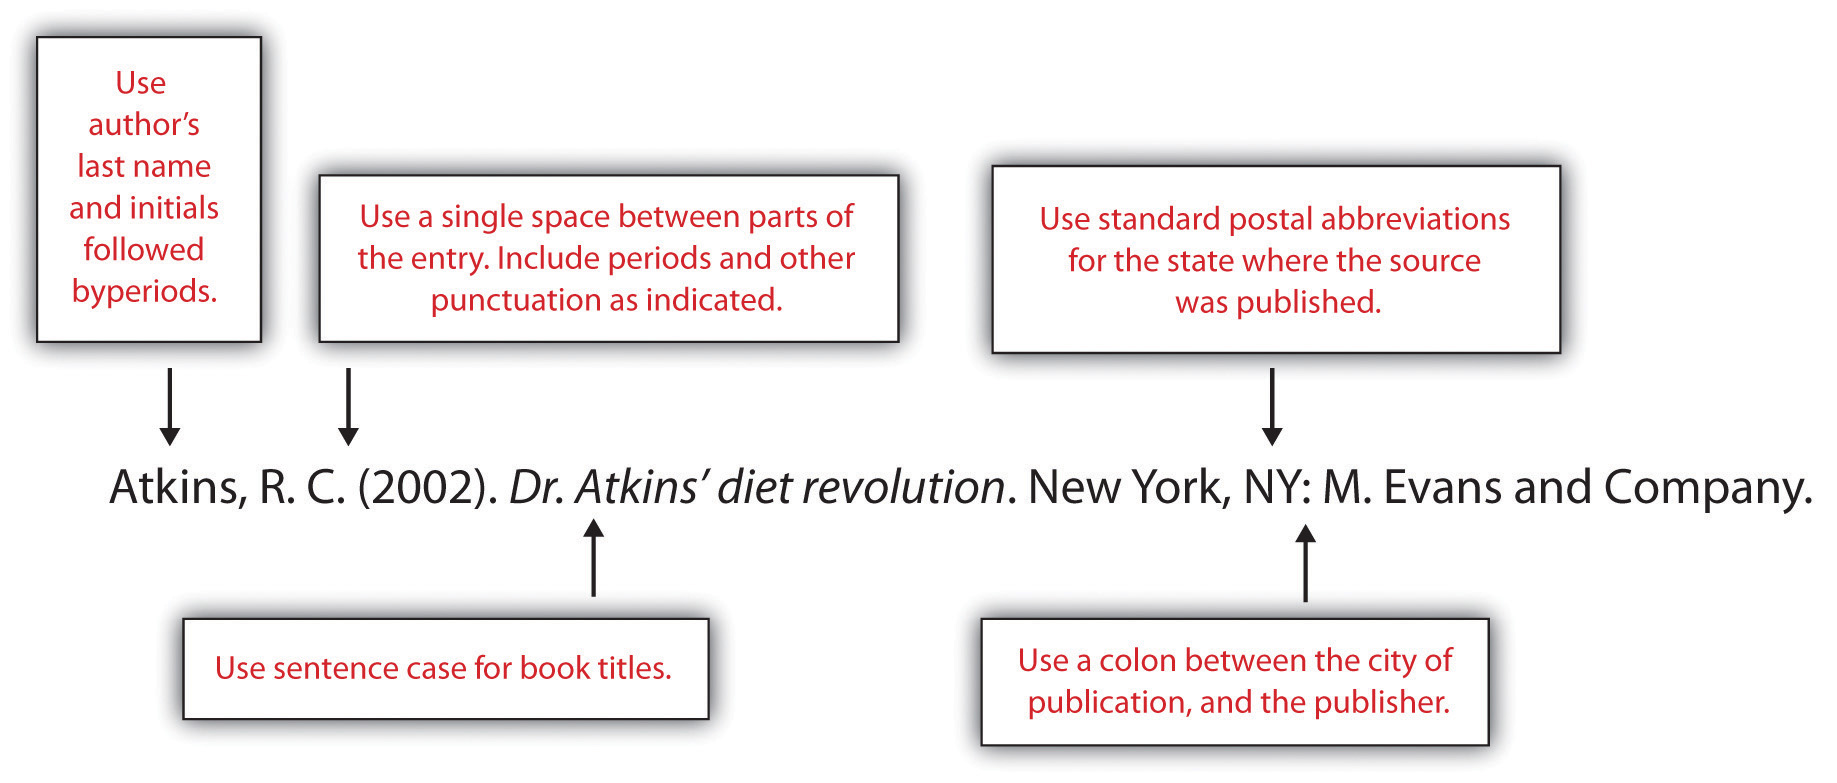 Use
author’s
last name
and initials
followed
byperiods.
Use a single space between parts of
the entry. Include periods and other
punctuation as indicated.
Use standard postal abbreviations
for the state where the source
was published.
Atkins, R. C. (2002). Dr. Atkins’ diet revolution. New York, NY: M. Evans and Company.
Use sentence case for book titles.
Use a colon between the city of
publication, and the publisher.